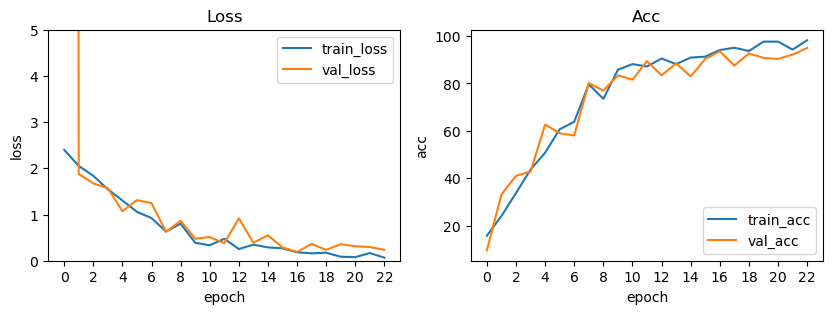 Loss
5
4
3
2
1
0
loss
train_loss
val_loss
0 2 4 6 8 10 12 14 16 18 20 22
epoch
Acc
100
80
60
40
20
acc
train_acc
val_acc
0 2 4 6 8 10 12 14 16 18 20 22
epoch